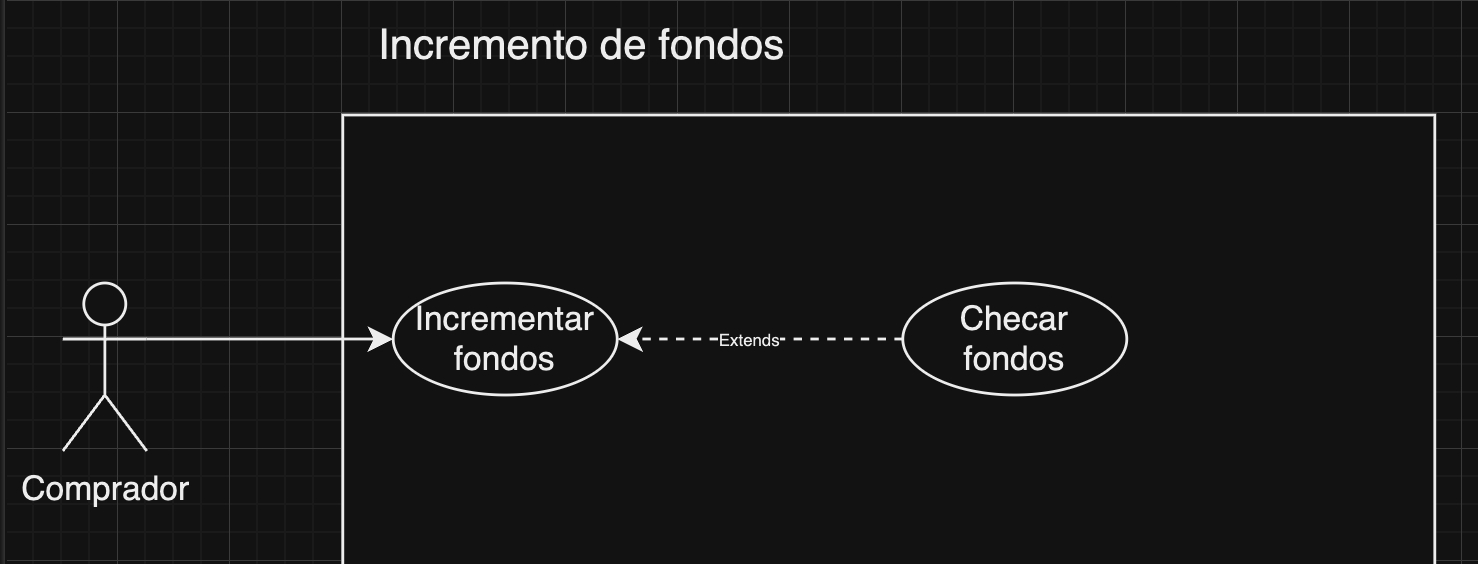 Incremento de fondos
Incrementar
fondos
Extends
Checar
fondos
Comprador